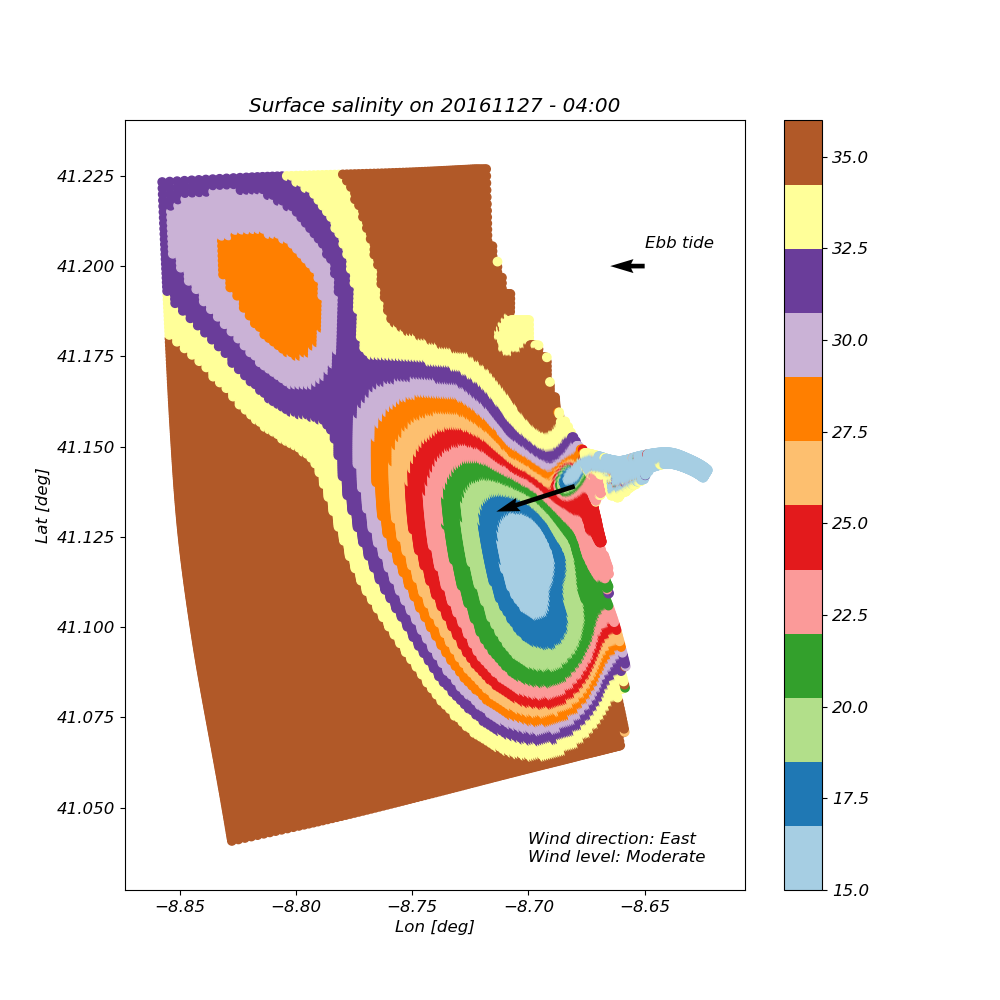 Surface salinity on 20161127 - 04:00
41.225
41.200
41.175
41.150
41.125
41.100
41.075
41.050
Lat [deg]
Ebb tide
Wind direction: East
Wind level: Moderate
−8.85 −8.80 −8.75 −8.70 −8.65
Lon [deg]
35.0
32.5
30.0
27.5
25.0
22.5
20.0
17.5
15.0